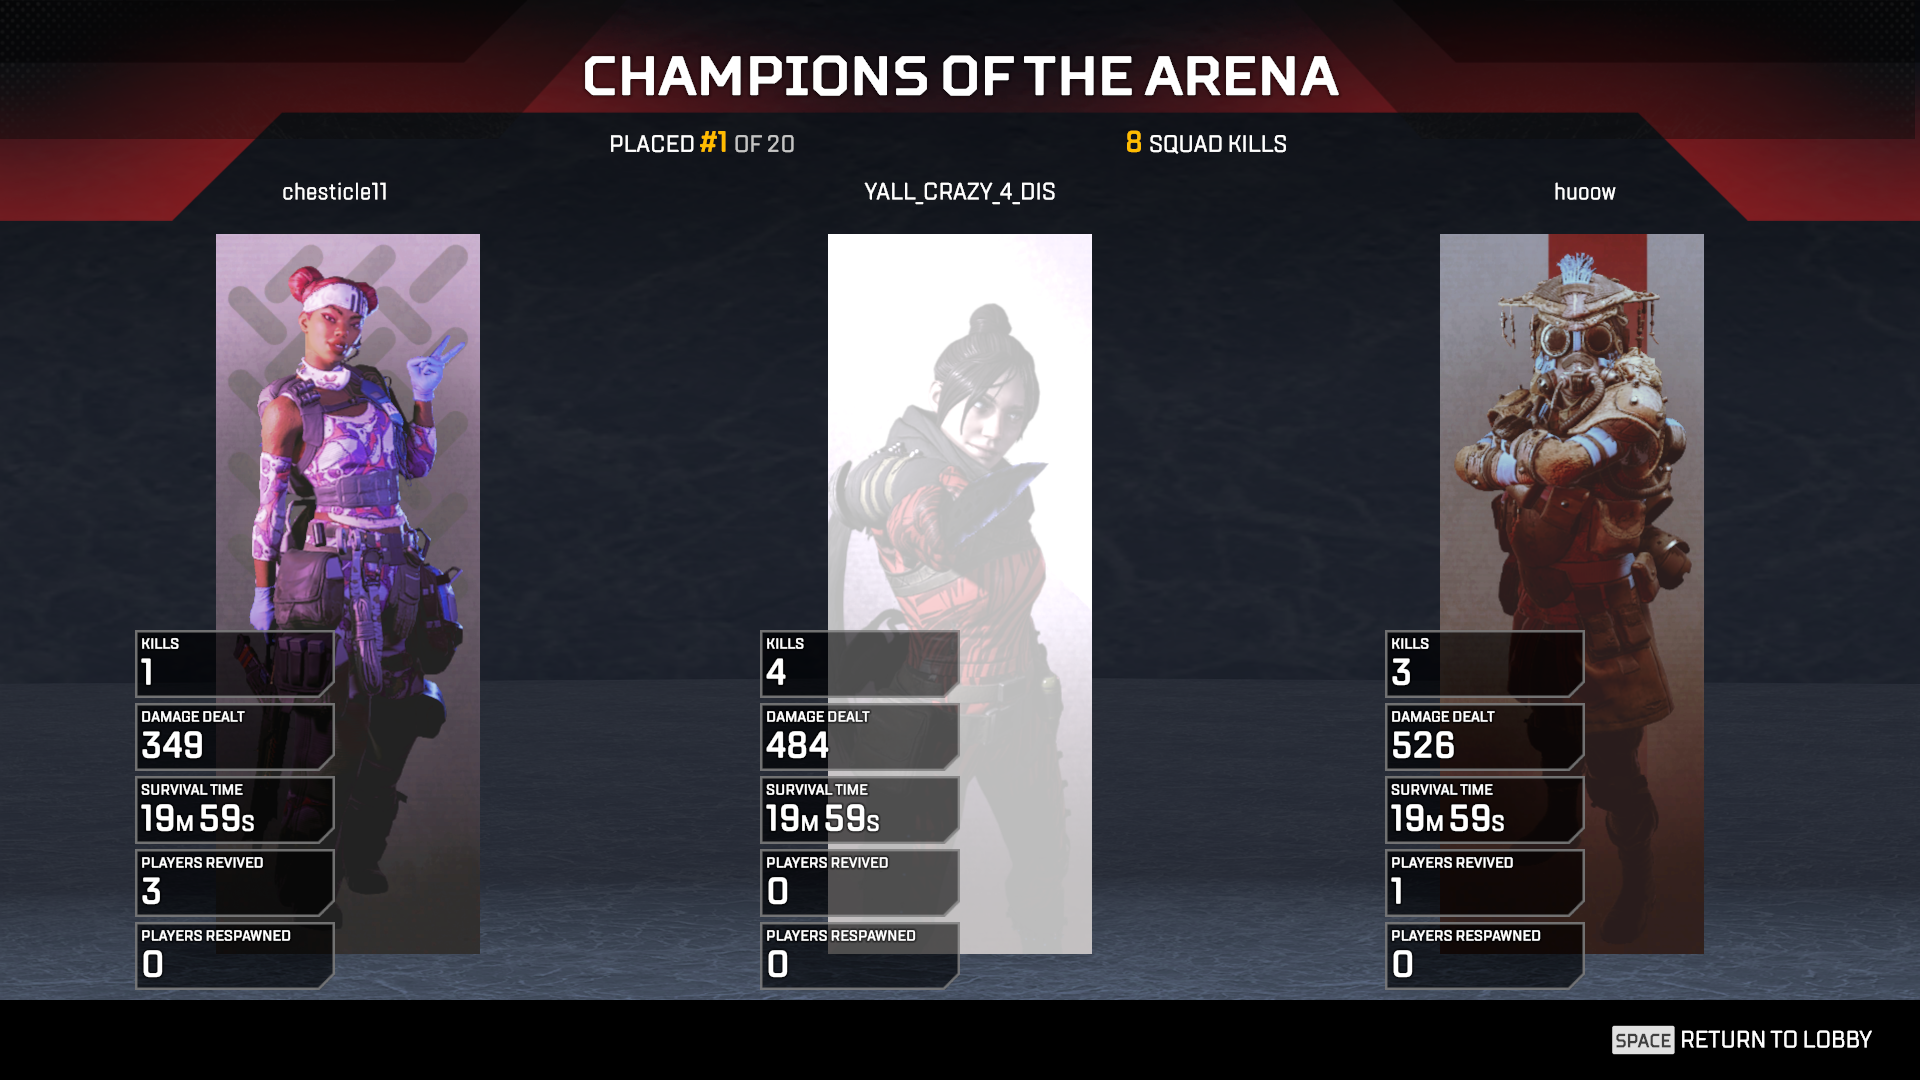 CHAMPIONS OF THE ARENA
PLACED #1 OF 20
8 SQUAD KILLS
chesticle11
YALL_CRAZY_4_DIS
huoow
KILLS
1
DAMAGE DEALT
349
SURVIVAL TIME
19M 59S
PLAYERS REVIVED
3
PLAYERS RESPAWNED
0
KILLS
4
DAMAGE DEALT
484
SURVIVAL TIME
19M 59S
PLAYERS REVIVED
0
PLAYERS RESPAWNED
0
KILLS
3
DAMAGE DEALT
526
SURVIVAL TIME
19M 59S
PLAYERS REVIVED
1
PLAYERS RESPAWNED
0
SPACE RETURN TO LOBBY